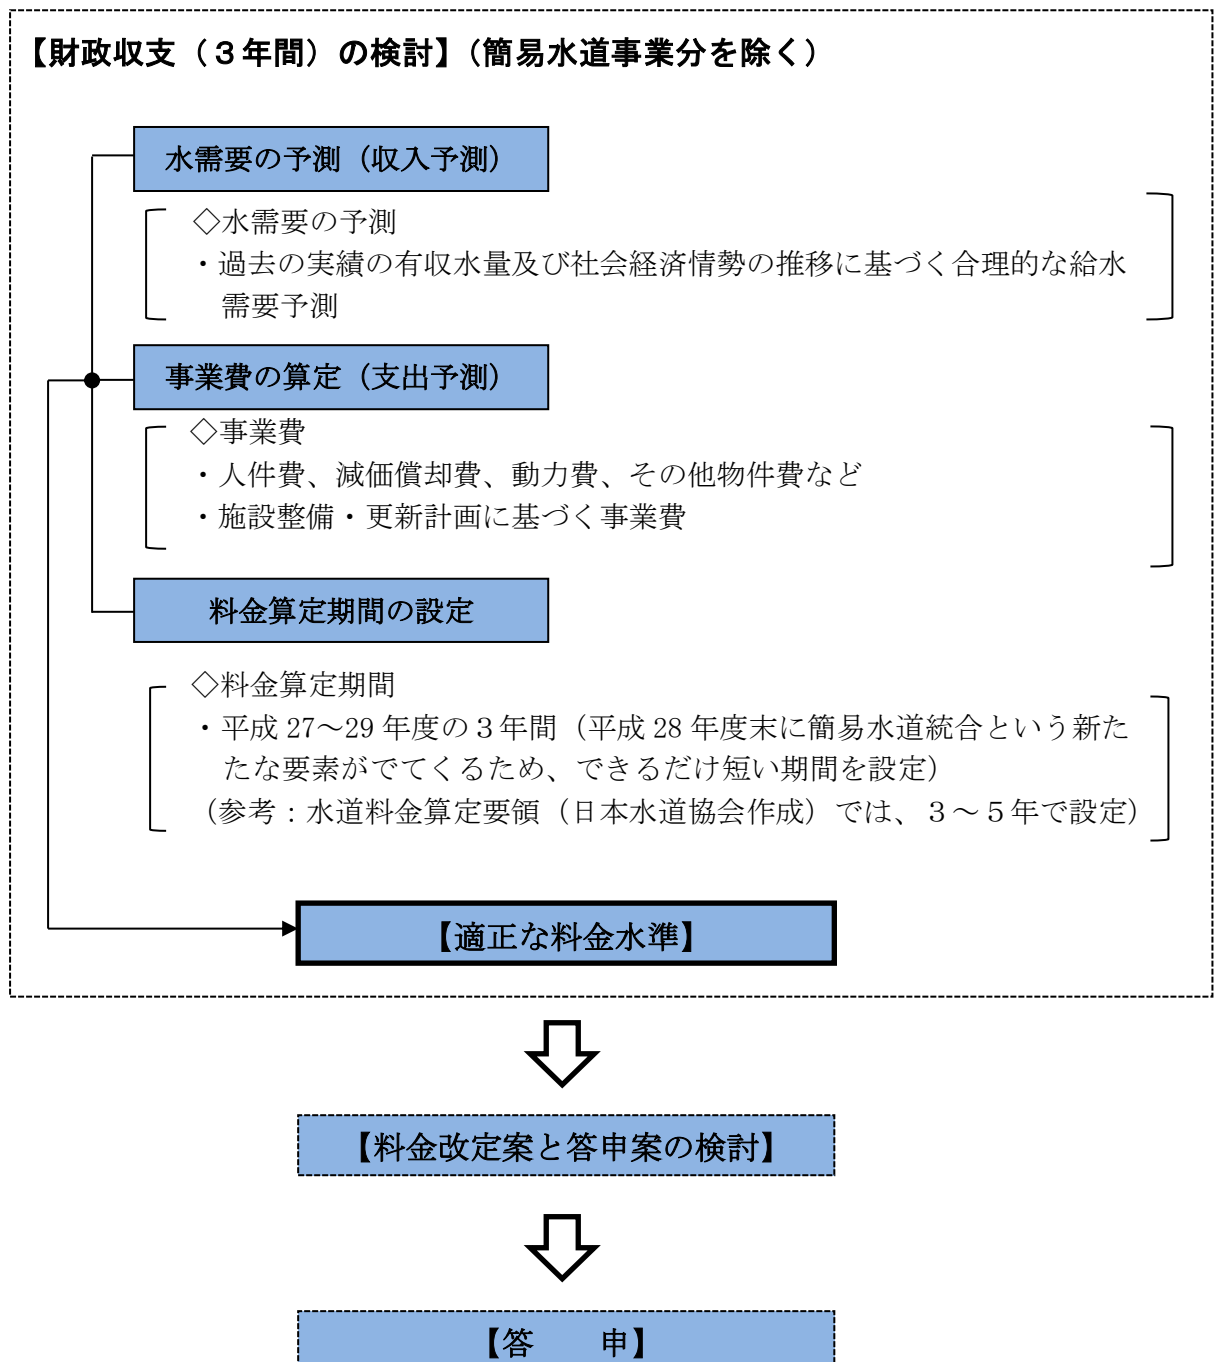 【財政収支（３年間）の検討】（簡易水道事業分を除く）
水需要の予測（収入予測）
◇水需要の予測
・過去の実績の有収水量及び社会経済情勢の推移に基づく合理的な給水
需要予測
事業費の算定（支出予測）
◇事業費
・人件費、減価償却費、動力費、その他物件費など
・施設整備・更新計画に基づく事業費
料金算定期間の設定
◇料金算定期間
・平成 27～29 年度の３年間（平成 28 年度末に簡易水道統合という新た
たな要素がでてくるため、できるだけ短い期間を設定）
（参考：水道料金算定要領（日本水道協会作成）では、３～５年で設定）
【適正な料金水準】
【料金改定案と答申案の検討】
【答　　申】